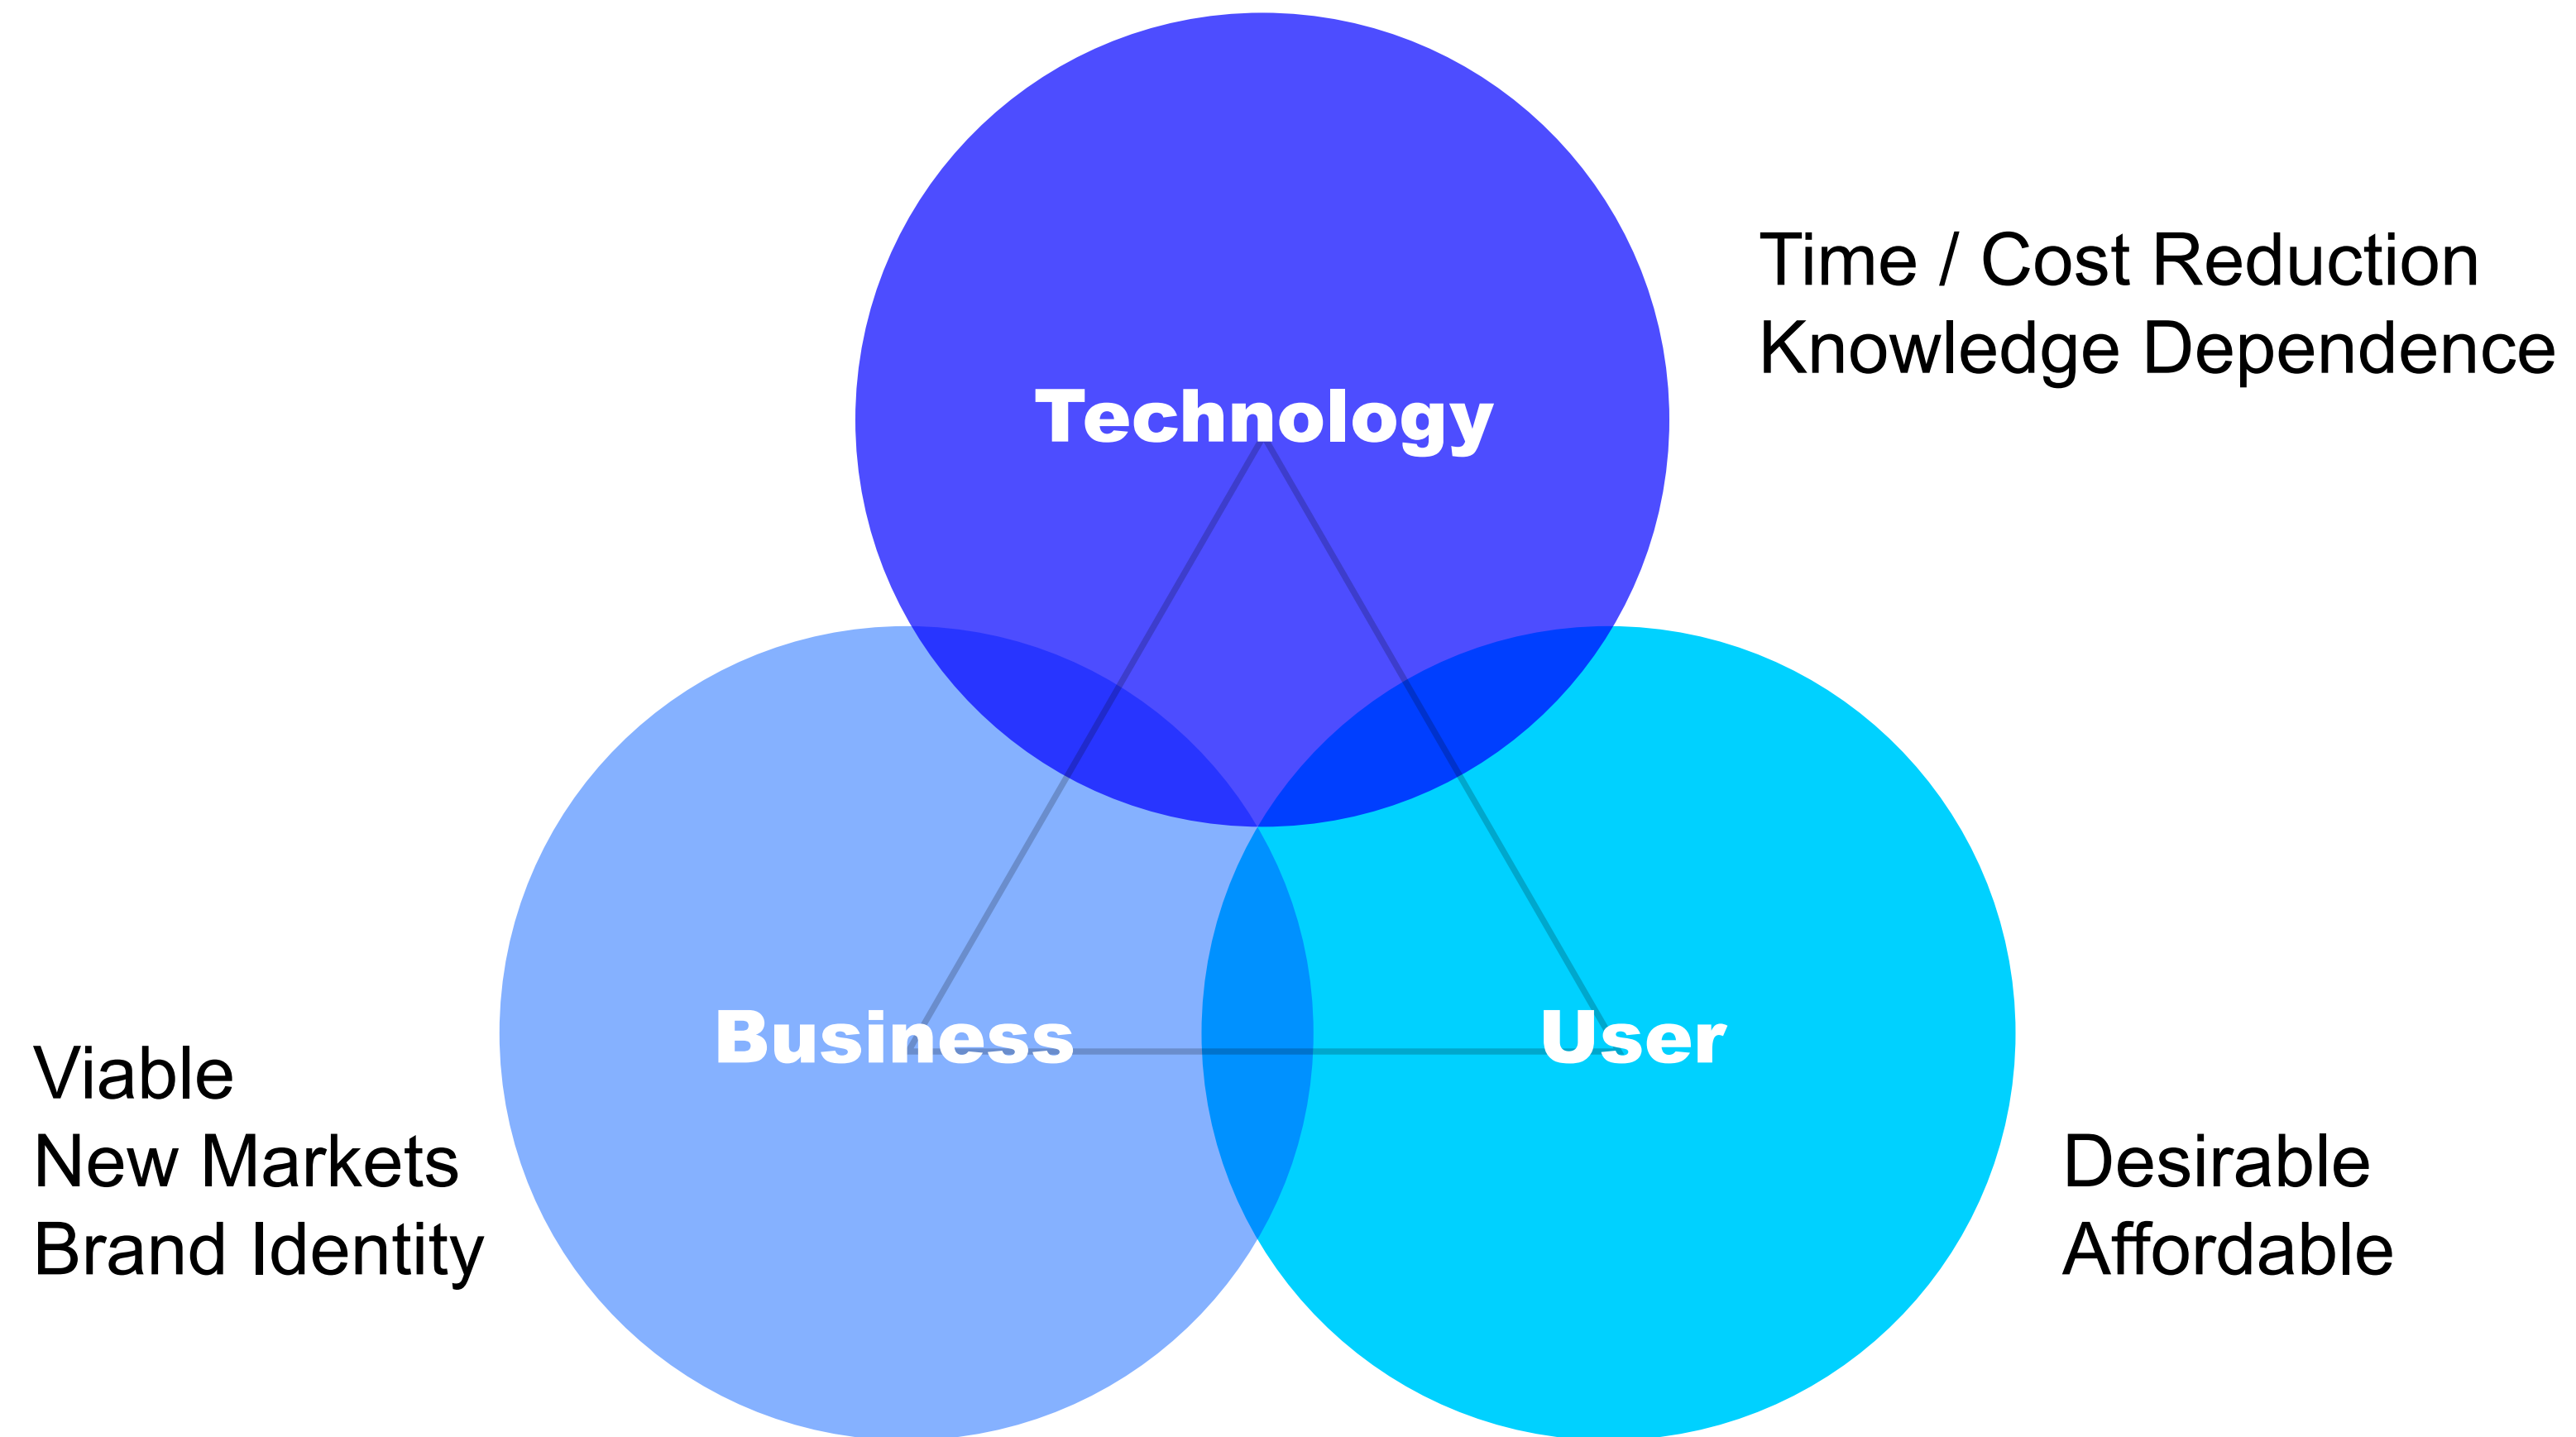 Time / Cost Reduction
Knowledge Dependence
Technology
Business
User
Viable
New Markets
Brand Identity
Desirable
Affordable